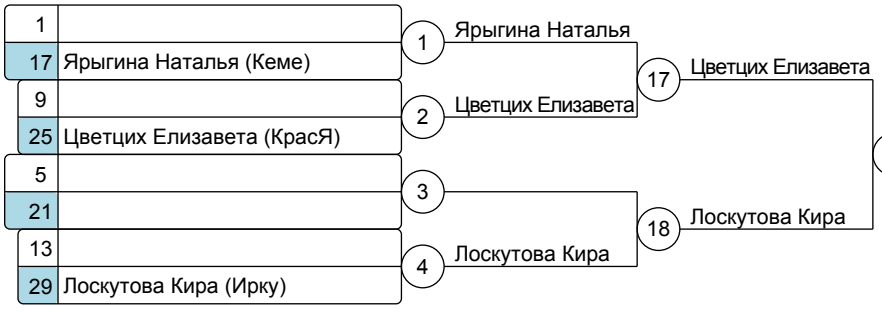 1
17 Ярыгина Наталья (Кеме)
9
25 Цветцих Елизавета (КрасЯ)
5
21
13
29 Лоскутова Кира (Ирку)
1 Ярыгина Наталья
2 Цветцих Елизавета
3
4 Лоскутова Кира
17 Цветцих Елизавета
18 Лоскутова Кира